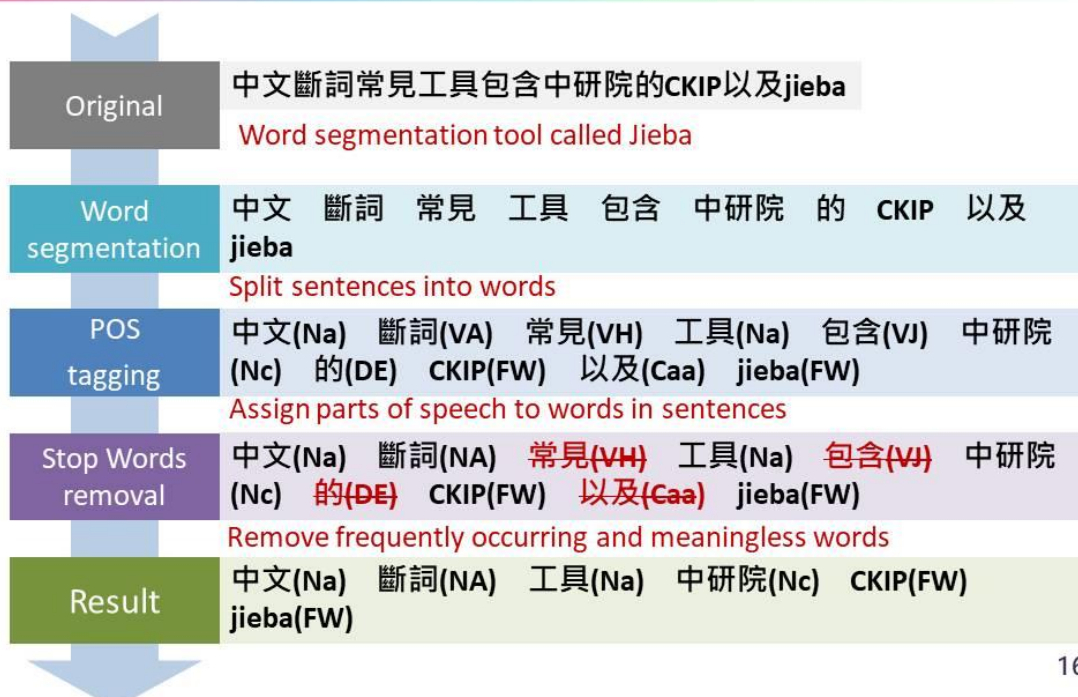 Original
中文斷詞常見工具包含中研院的CKIP以及jieba
Word segmentation tool called Jieba
Word
segmentation
中文 斷詞 常見 工具 包含 中研院 的 CKIP 以及
jieba
Split sentences into words
POS
tagging
中文(Na) 斷詞(VA) 常見(VH) 工具(Na) 包含(VJ) 中研院
(Nc) 的(DE) CKIP(FW) 以及(Caa) jieba(FW)
Assign parts of speech to words in sentences
Stop Words
removal
中文(Na) 斷詞(NA) 常見(VH) 工具(Na) 包含(VJ) 中研院
(Nc) 的(DE) CKIP(FW) 以及(Caa) jieba(FW)
Remove frequently occurring and meaningless words
Result
中文(Na) 斷詞(NA) 工具(Na) 中研院(Nc) CKIP(FW)
jieba(FW)
16